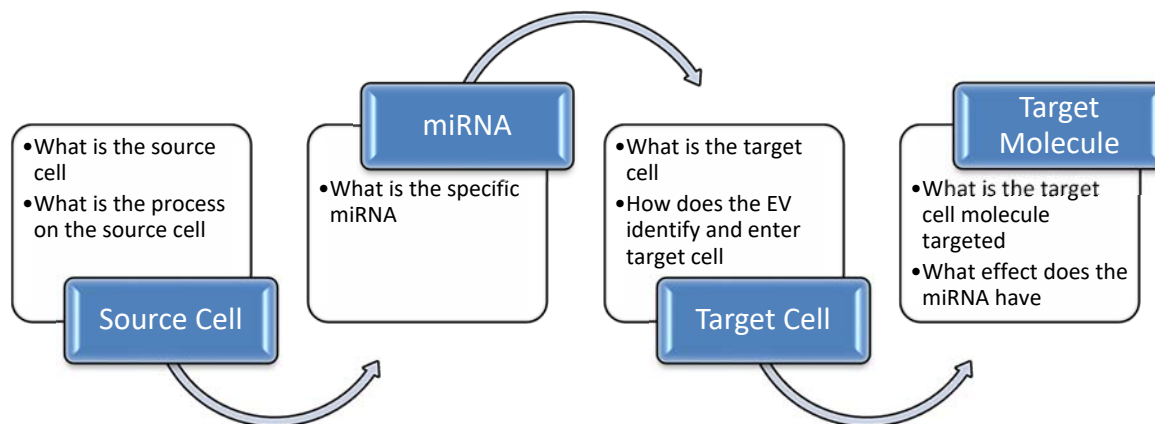 •What is the source
cell
•What is the process
on the source cell
Source Cell
miRNA
•What is the specific
miRNA
•What is the target
cell
•How does the EV
identify and enter
target cell
Target Cell
Target
Molecule
•What is the target
cell molecule
targeted
•What effect does the
miRNA have